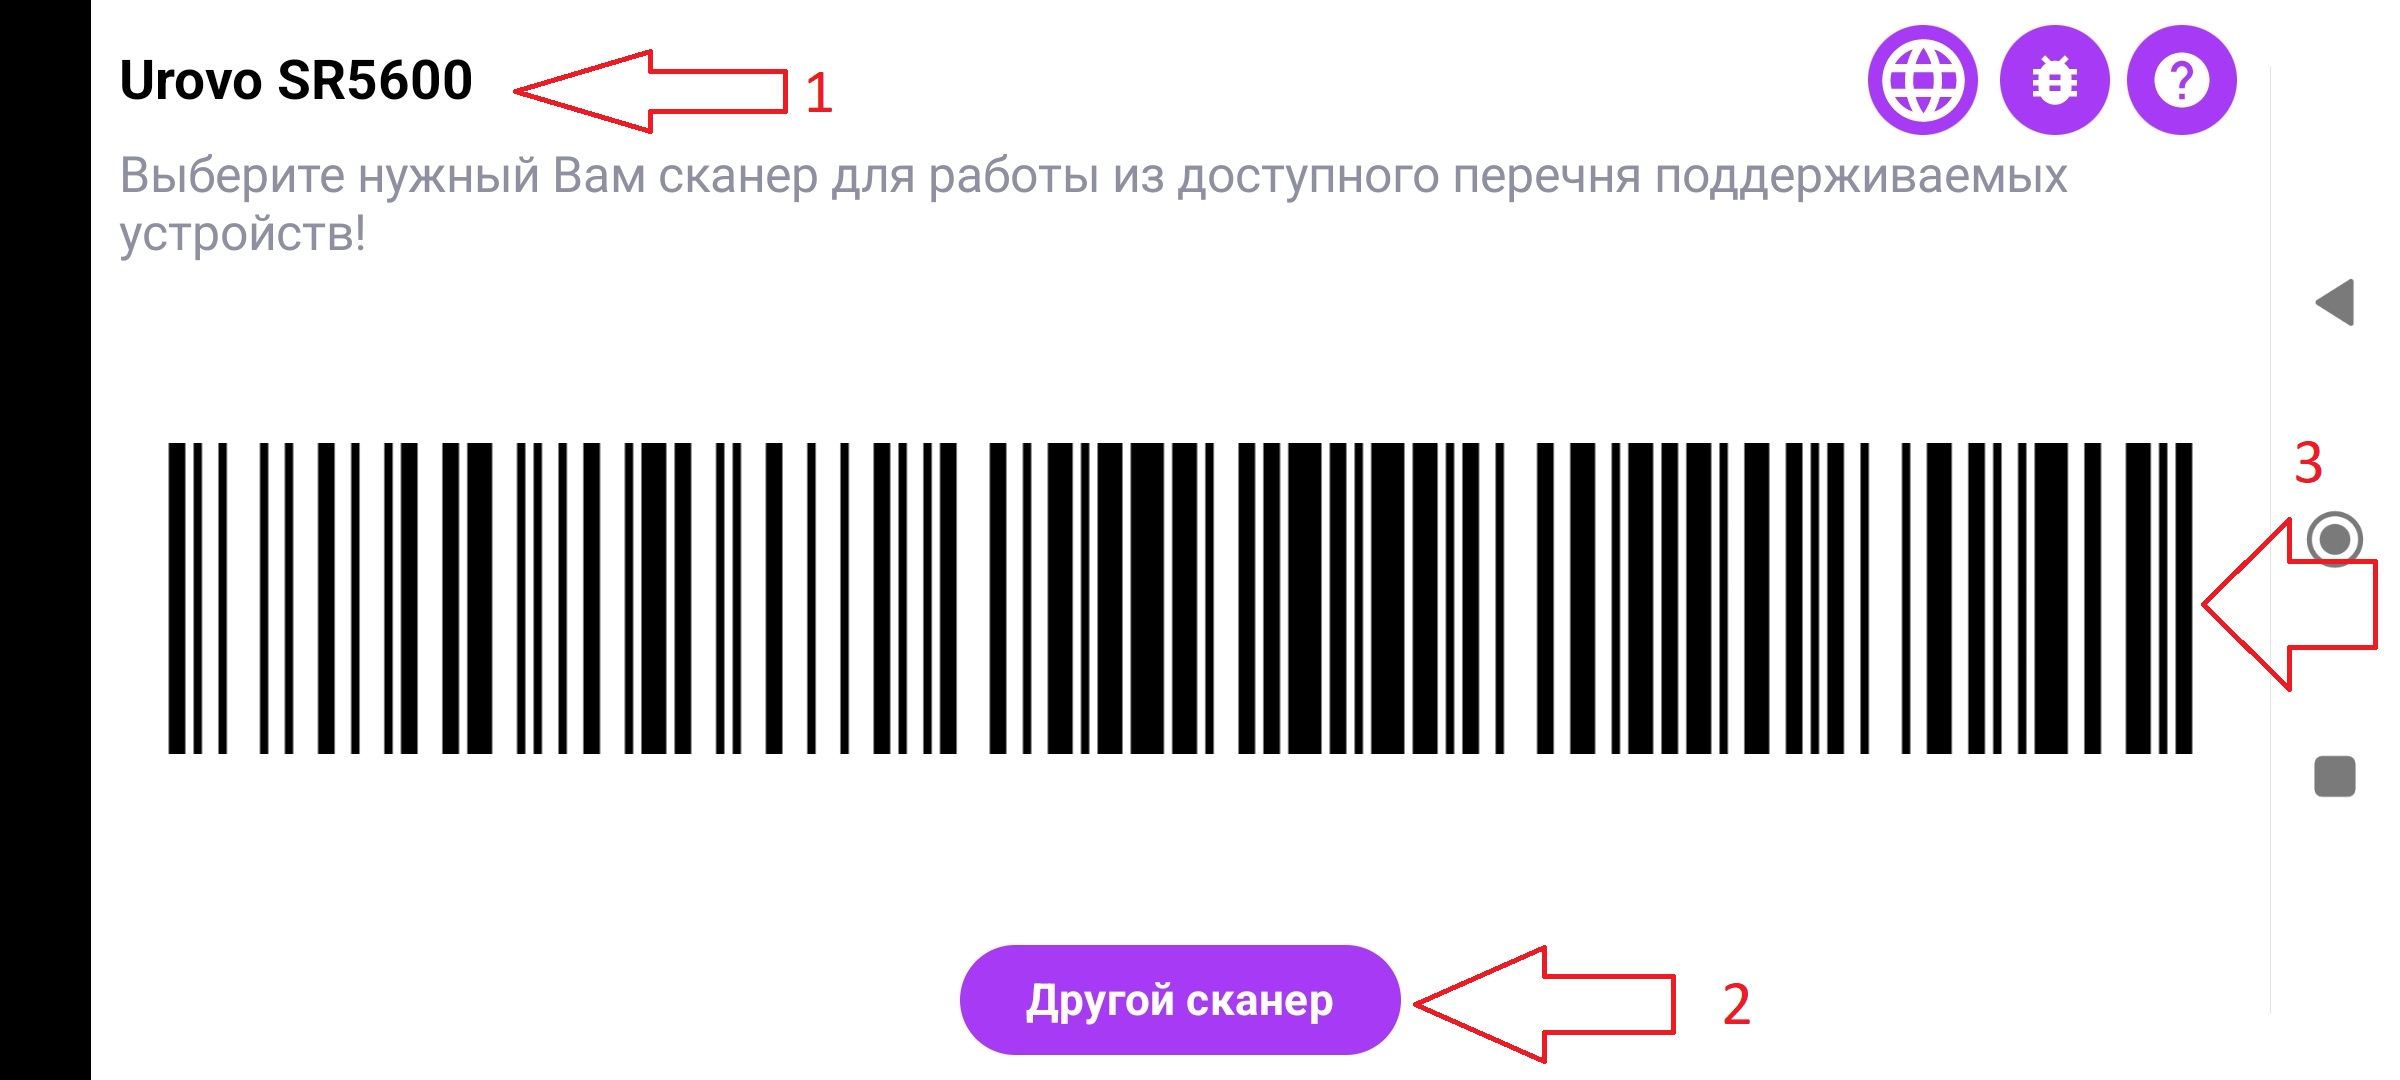 Urovo SR5600
1
Выберите нужный Вам сканер для работы из доступного перечня поддерживаемых
устройств!
3
Другой сканер
2